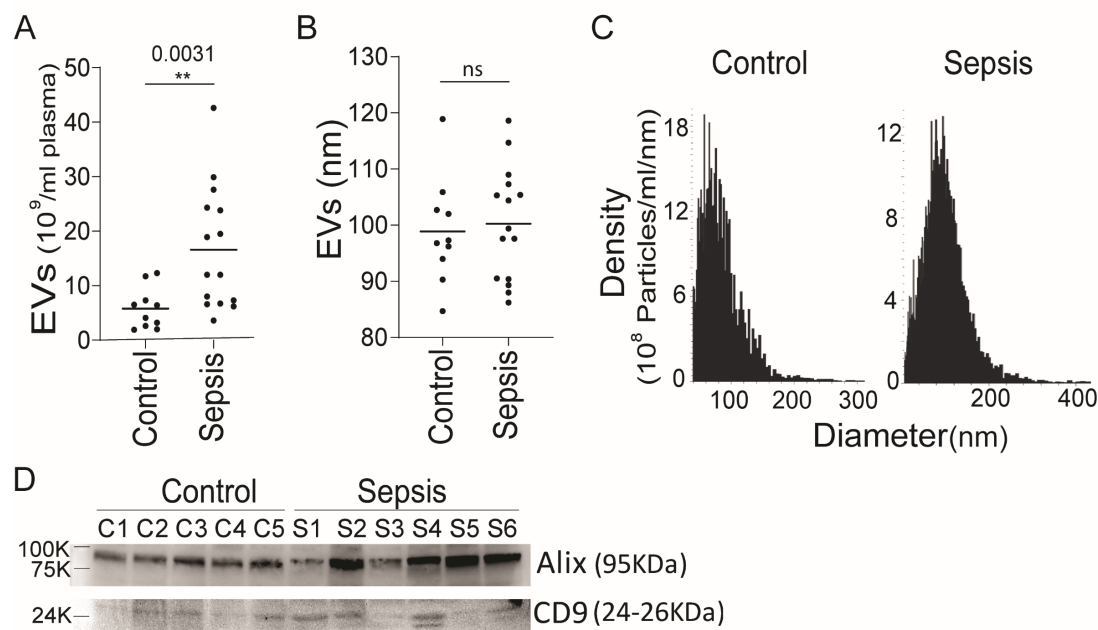 A
0.0031
**
50
40
30
20
10
0
EVs (10⁹/ml plasma)
Control
Sepsis
B
ns
130
120
110
100
90
80
EVs (nm)
Control
Sepsis
C
Control
Sepsis
18
12
6
0
Density
(10⁸ Particles/ml/nm)
100 200 300
12
8
4
0
200 400
Diameter(nm)
D
Control Sepsis
C1 C2 C3 C4 C5 S1 S2 S3 S4 S5 S6
100K
75K
Alix (95KDa)
24K
CD9 (24-26KDa)